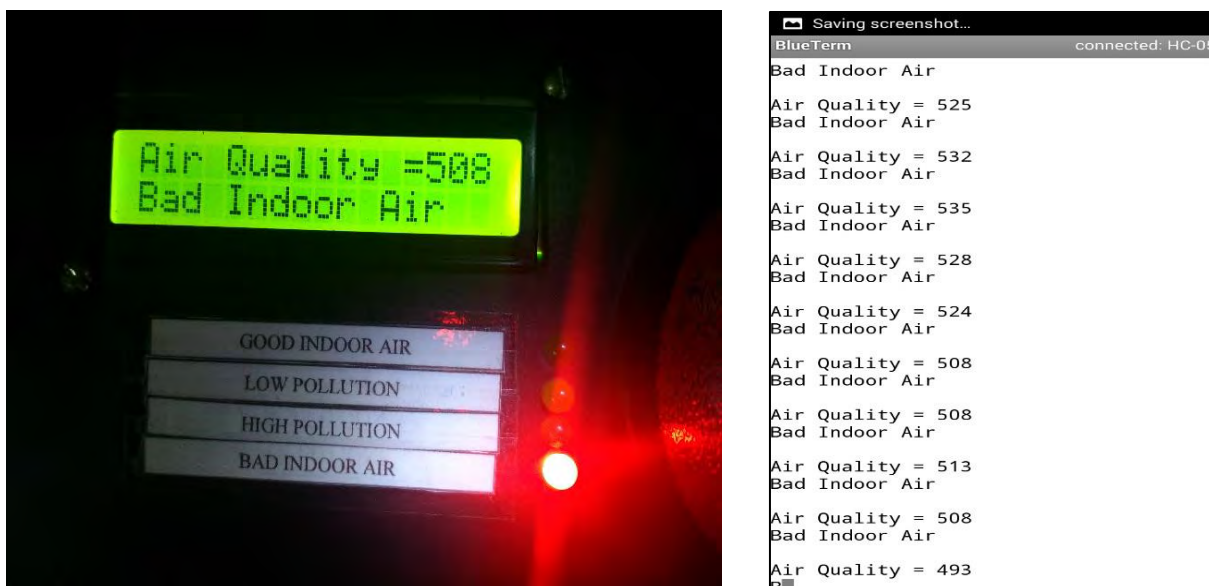 Air Quality =508
Bad Indoor Air
GOOD INDOOR AIR
LOW POLLUTION
HIGH POLLUTION
BAD INDOOR AIR
Saving screenshot...
BlueTerm connected: HC-05
Bad Indoor Air
Air Quality = 525
Bad Indoor Air
Air Quality = 532
Bad Indoor Air
Air Quality = 535
Bad Indoor Air
Air Quality = 528
Bad Indoor Air
Air Quality = 524
Bad Indoor Air
Air Quality = 508
Bad Indoor Air
Air Quality = 508
Bad Indoor Air
Air Quality = 513
Bad Indoor Air
Air Quality = 508
Bad Indoor Air
Air Quality = 493